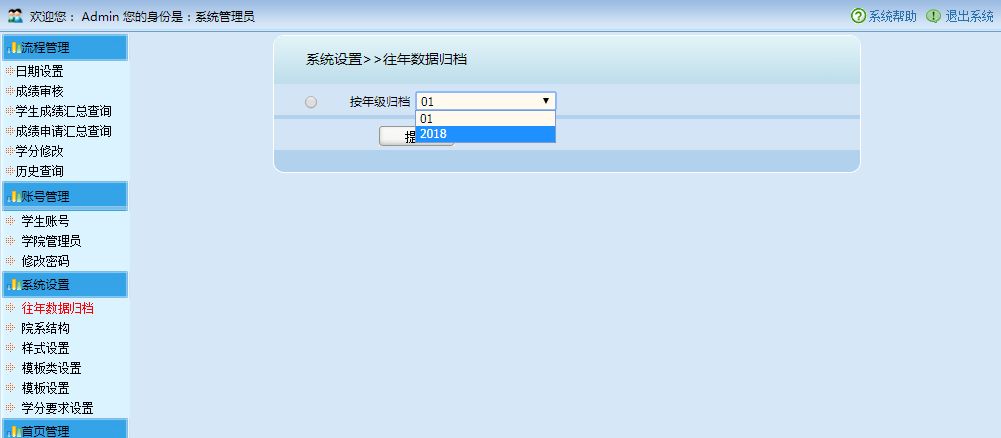 欢迎您： Admin 您的身份是：系统管理员
系统帮助 退出系统
流程管理
日期设置
成绩审核
学生成绩汇总查询
成绩申请汇总查询
学分修改
历史查询
账号管理
学生账号
学院管理员
修改密码
系统设置
往年数据归档
院系结构
样式设置
模板类设置
模板设置
学分要求设置
首页管理
系统设置>>往年数据归档
按年级归档 01
01
2018
提